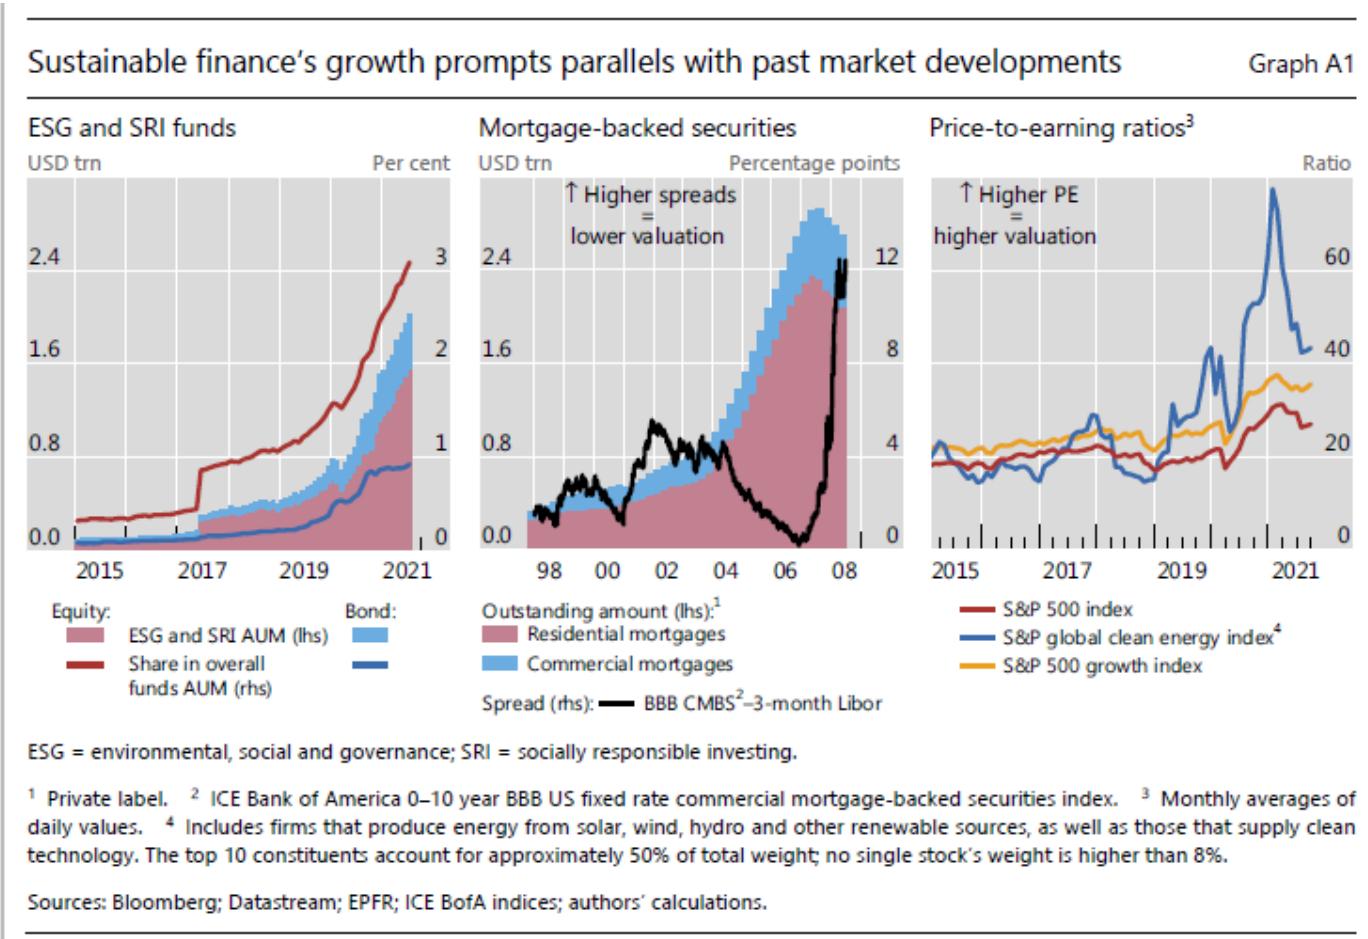 Sustainable finance's growth prompts parallels with past market developments Graph A1
ESG and SRI funds
USD trn Per cent
2.4 3
1.6 2
0.8 1
0.0 0
2015 2017 2019 2021
Equity: Bond:
ESG and SRI AUM (lhs)
Share in overall
funds AUM (rhs)
Mortgage-backed securities
USD trn Percentage points
↑ Higher spreads
=
lower valuation
2.4 12
1.6 8
0.8 4
0.0 0
98 00 02 04 06 08
Outstanding amount (lhs):1
Residential mortgages
Commercial mortgages
Spread (rhs): BBB CMBS2–3-month Libor
Price-to-earning ratios3
Ratio
↑ Higher PE
=
higher valuation
60
40
20
0
2015 2017 2019 2021
S&P 500 index
S&P global clean energy index4
S&P 500 growth index
ESG = environmental, social and governance; SRI = socially responsible investing.
1 Private label. 2 ICE Bank of America 0–10 year BBB US fixed rate commercial mortgage-backed securities index. 3 Monthly averages of
daily values. 4 Includes firms that produce energy from solar, wind, hydro and other renewable sources, as well as those that supply clean
technology. The top 10 constituents account for approximately 50% of total weight; no single stock's weight is higher than 8%.
Sources: Bloomberg; Datastream; EPFR; ICE BofA indices; authors' calculations.